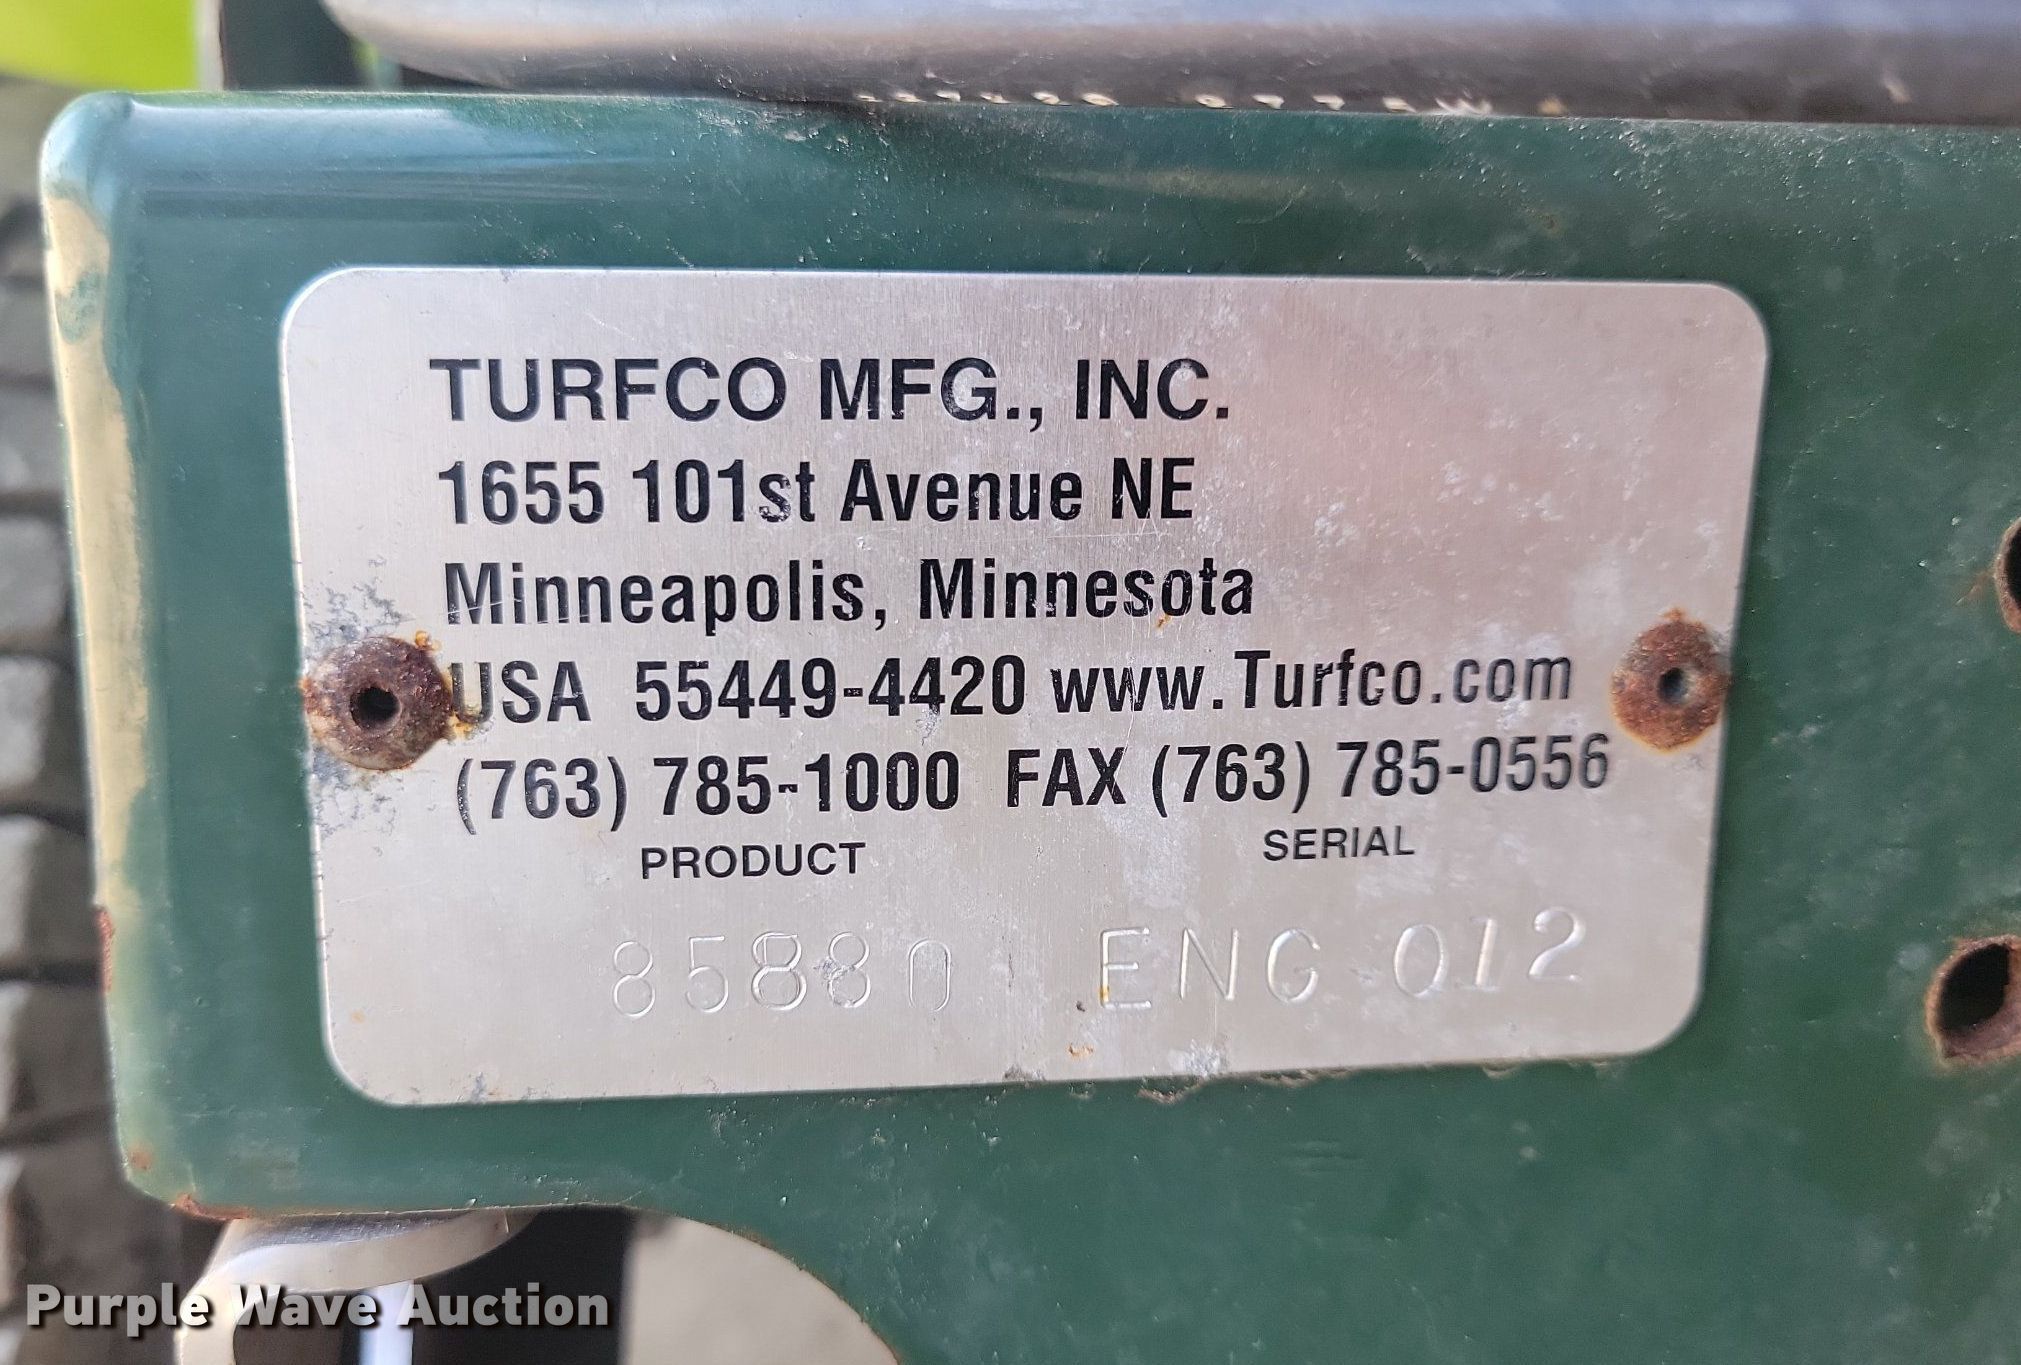 TURFCO MFG., INC.
1655 101st Avenue NE
Minneapolis, Minnesota
USA 55449-4420 www.Turfco.com
(763) 785-1000 FAX (763) 785-0556
PRODUCT SERIAL
85880 ENG 012
Purple Wave Auction